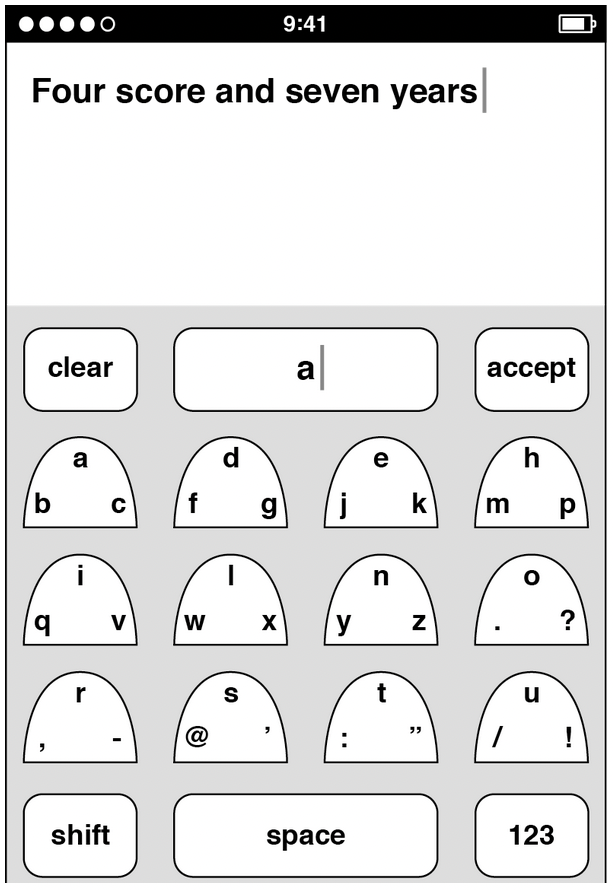 9:41
Four score and seven years
clear a accept
a d e h
b c f g j k m p
i l n o
q v w x y z . ?
r s t u
, - @ ’ : ” / !
shift space 123